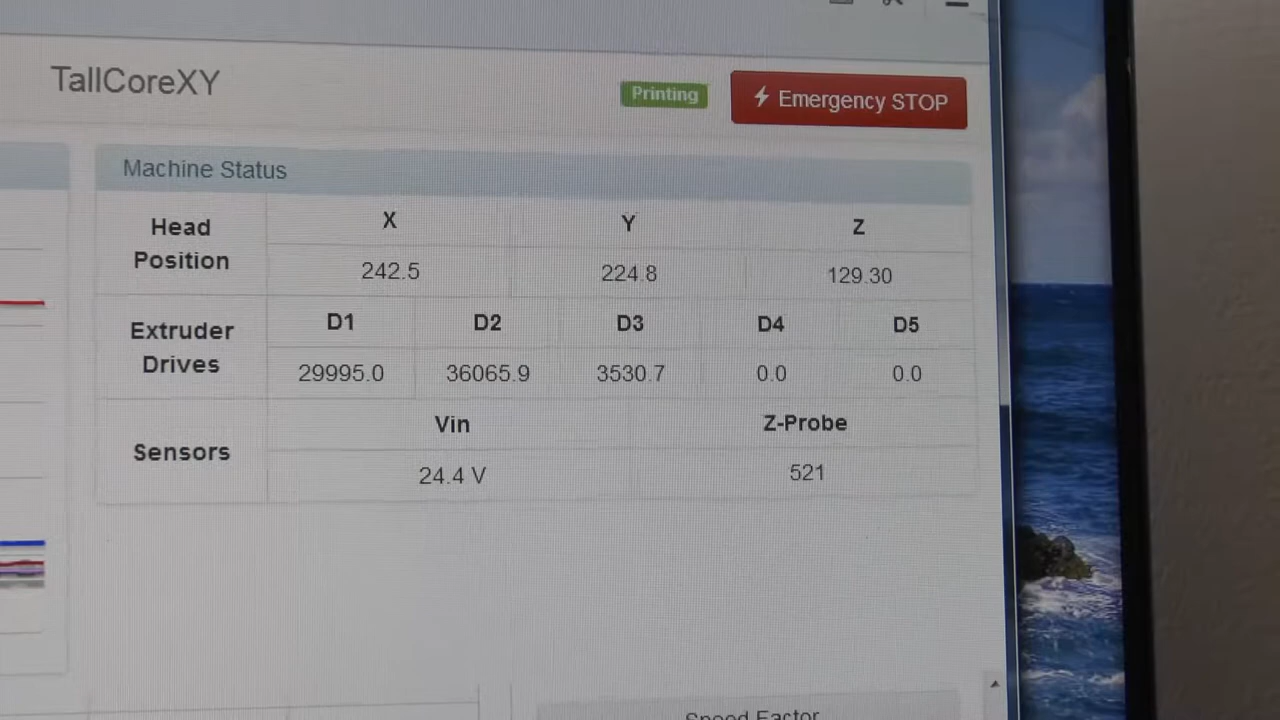 TallCoreXY
Printing
Emergency STOP
Machine Status
Head Position
X Y Z
242.5 224.8 129.30
Extruder Drives
D1 D2 D3 D4 D5
29995.0 36065.9 3530.7 0.0 0.0
Sensors
Vin Z-Probe
24.4 V 521
Speed Factor